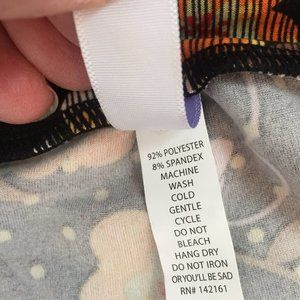 92% POLYESTER
8% SPANDEX
MACHINE
WASH
COLD
GENTLE
CYCLE
DO NOT
BLEACH
HANG DRY
DO NOT IRON
OR YOU'LL BE SAD
RN# 142161